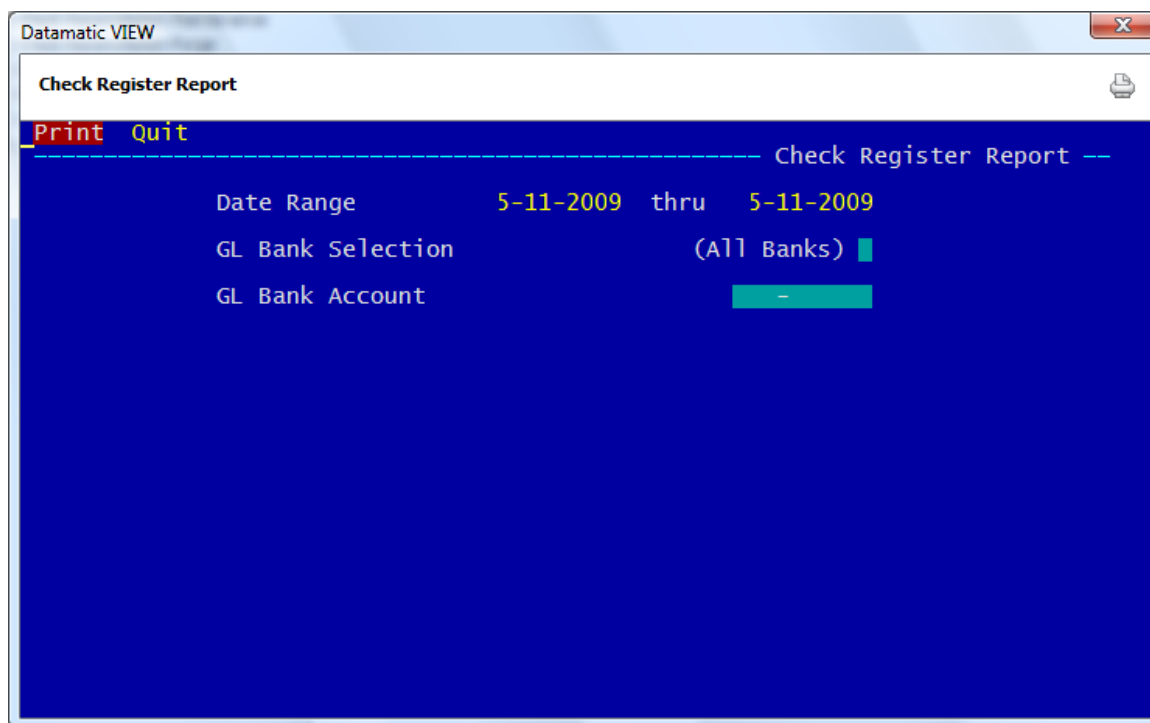 Datamatic VIEW
Check Register Report
Print Quit
Check Register Report
Date Range 5-11-2009 thru 5-11-2009
GL Bank Selection (All Banks)
GL Bank Account -